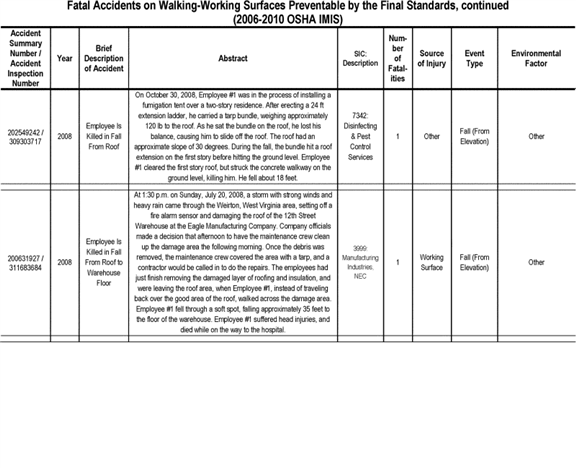 Fatal Accidents on Walking-Working Surfaces Preventable by the Final Standards, continued
(2006-2010 OSHA IMIS)
Accident
Summary
Number /
Accident
Inspection
Number
Year
Brief
Description
of Accident
Abstract
SIC:
Description
Num-
ber
of
Fatal-
ities
Source
of Injury
Event
Type
Environmental
Factor
202549242 /
309303717
2008
Employee Is
Killed in Fall
From Roof
On October 30, 2008, Employee #1 was in the process of installing a
fumigation tent over a two-story residence. After erecting a 24 ft
extension ladder, he carried a tarp bundle, weighing approximately
120 lb to the roof. As he sat the bundle on the roof, he lost his
balance, causing him to slide off the roof. The roof had an
approximate slope of 30 degrees. During the fall, the bundle hit a roof
extension on the first story before hitting the ground level. Employee
#1 cleared the first story roof, but struck the concrete walkway on the
ground level, killing him. He fell about 18 feet.
7342:
Disinfecting
& Pest
Control
Services
1
Other
Fall (From
Elevation)
Other
200631927 /
311683684
2008
Employee Is
Killed in Fall
From Roof to
Warehouse
Floor
At 1:30 p.m. on Sunday, July 20, 2008, a storm with strong winds and
heavy rain came through the Weirton, West Virginia area, setting off a
fire alarm sensor and damaging the roof of the 12th Street
Warehouse at the Eagle Manufacturing Company. Company officials
made a decision that afternoon to have the maintenance crew clean
up the damage area the following morning. Once the debris was
removed, the maintenance crew covered the area with a tarp, and a
contractor would be called in to do the repairs. The employees had
just finish removing the damaged layer of roofing and insulation, and
were leaving the roof area, when Employee #1, instead of traveling
back over the good area of the roof, walked across the damage area.
Employee #1 fell through a soft spot, falling approximately 35 feet to
the floor of the warehouse. Employee #1 suffered head injuries, and
died while on the way to the hospital.
3999:
Manufacturing
Industries,
NEC
1
Working
Surface
Fall (From
Elevation)
Other